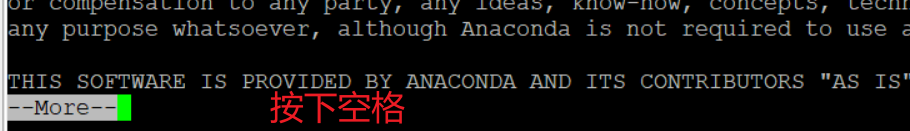 or compensation to any party, any ideas, know-how, concepts, techn
any purpose whatsoever, although Anaconda is not required to use a
THIS SOFTWARE IS PROVIDED BY ANACONDA AND ITS CONTRIBUTORS "AS IS"
--More-- 按下空格